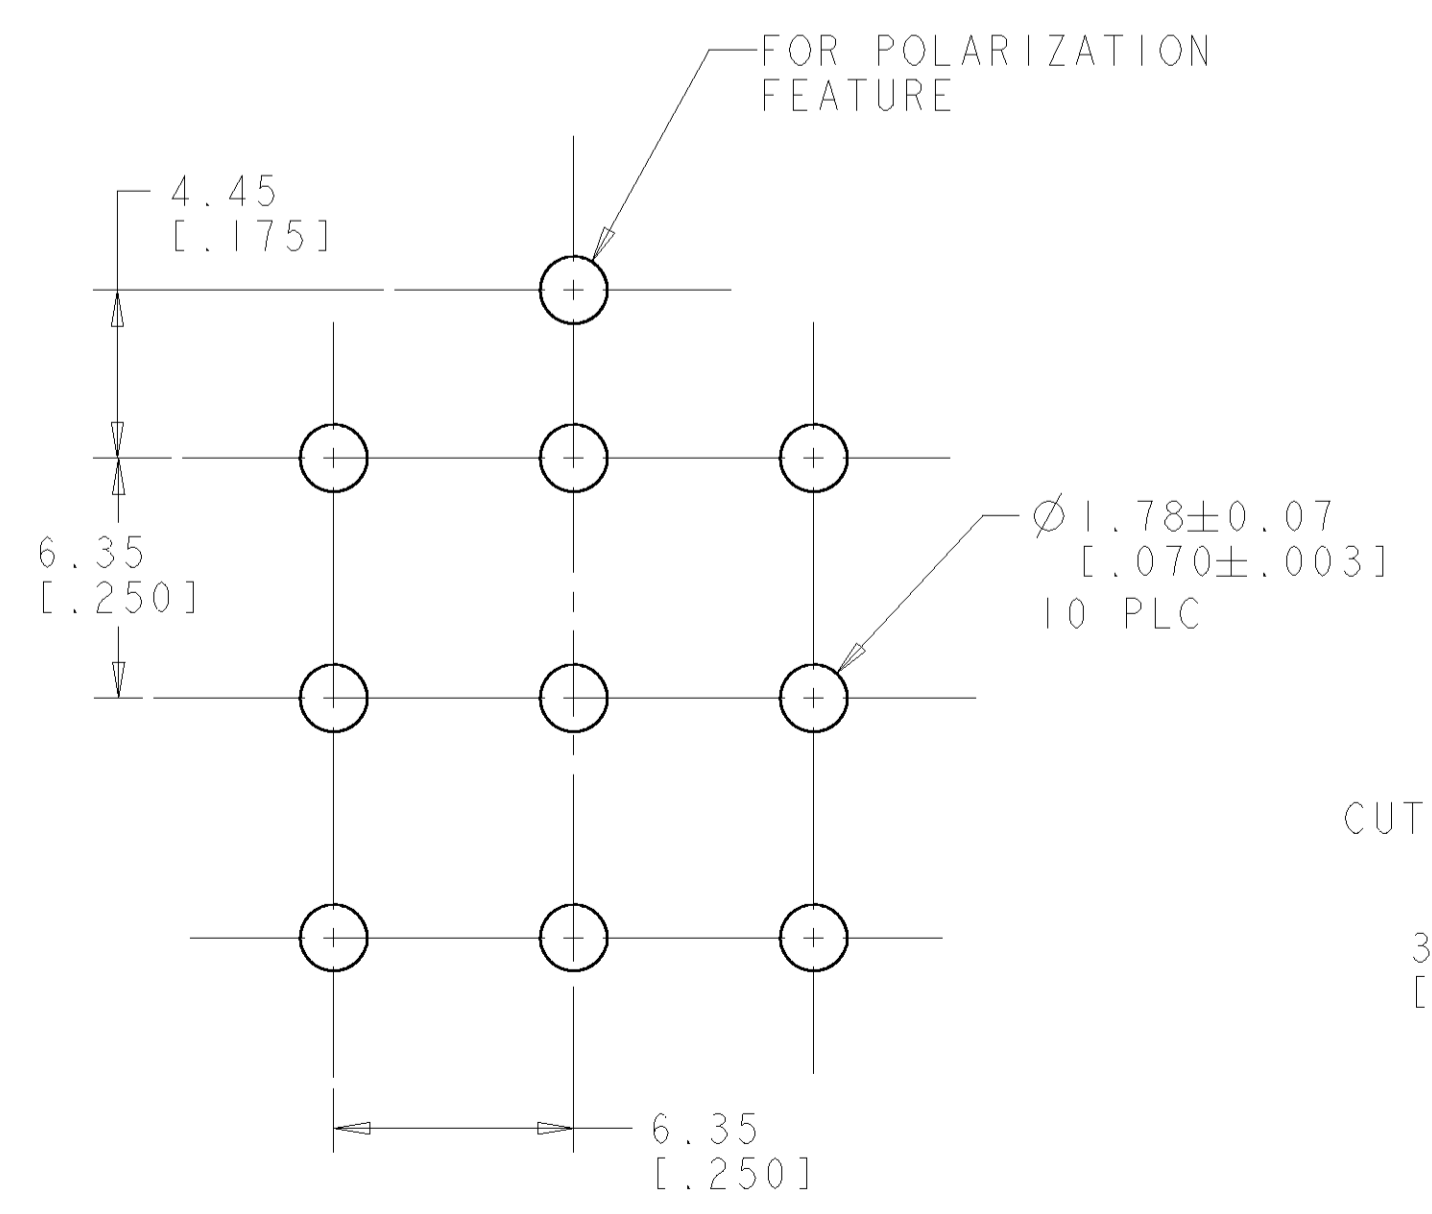 FOR POLARIZATION
FEATURE
4.45
[.175]
6.35
[.250]
Ø1.78±0.07
[.070±.003]
10 PLC
CUT
3
[
6.35
[.250]